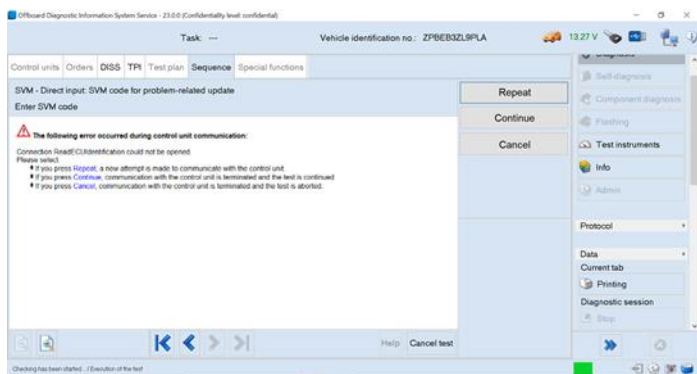 Offboard Diagnostic Information System Service - 23.0.0 (Confidentiality level: confidential)
Task: ---
Vehicle identification no.: ZPBEB3ZL9PLA
13.27 V
Control units Orders DISS TPI Test plan Sequence Special functions
SVM - Direct input: SVM code for problem-related update
Enter SVM code
The following error occurred during control unit communication:
Connection ReadECUIdentification could not be opened.
Please select.
If you press Repeat, a new attempt is made to communicate with the control unit
If you press Continue, communication with the control unit is terminated and the test is continued
If you press Cancel, communication with the control unit is terminated and the test is aborted.
Repeat
Continue
Cancel
Diagnosis
Self-diagnosis
Component diagnosis
Flashing
Test instruments
Info
Admin
Protocol
Data
Current tab
Printing
Diagnostic session
Stop
Help
Cancel test
Checking has been started... / Execution of the test